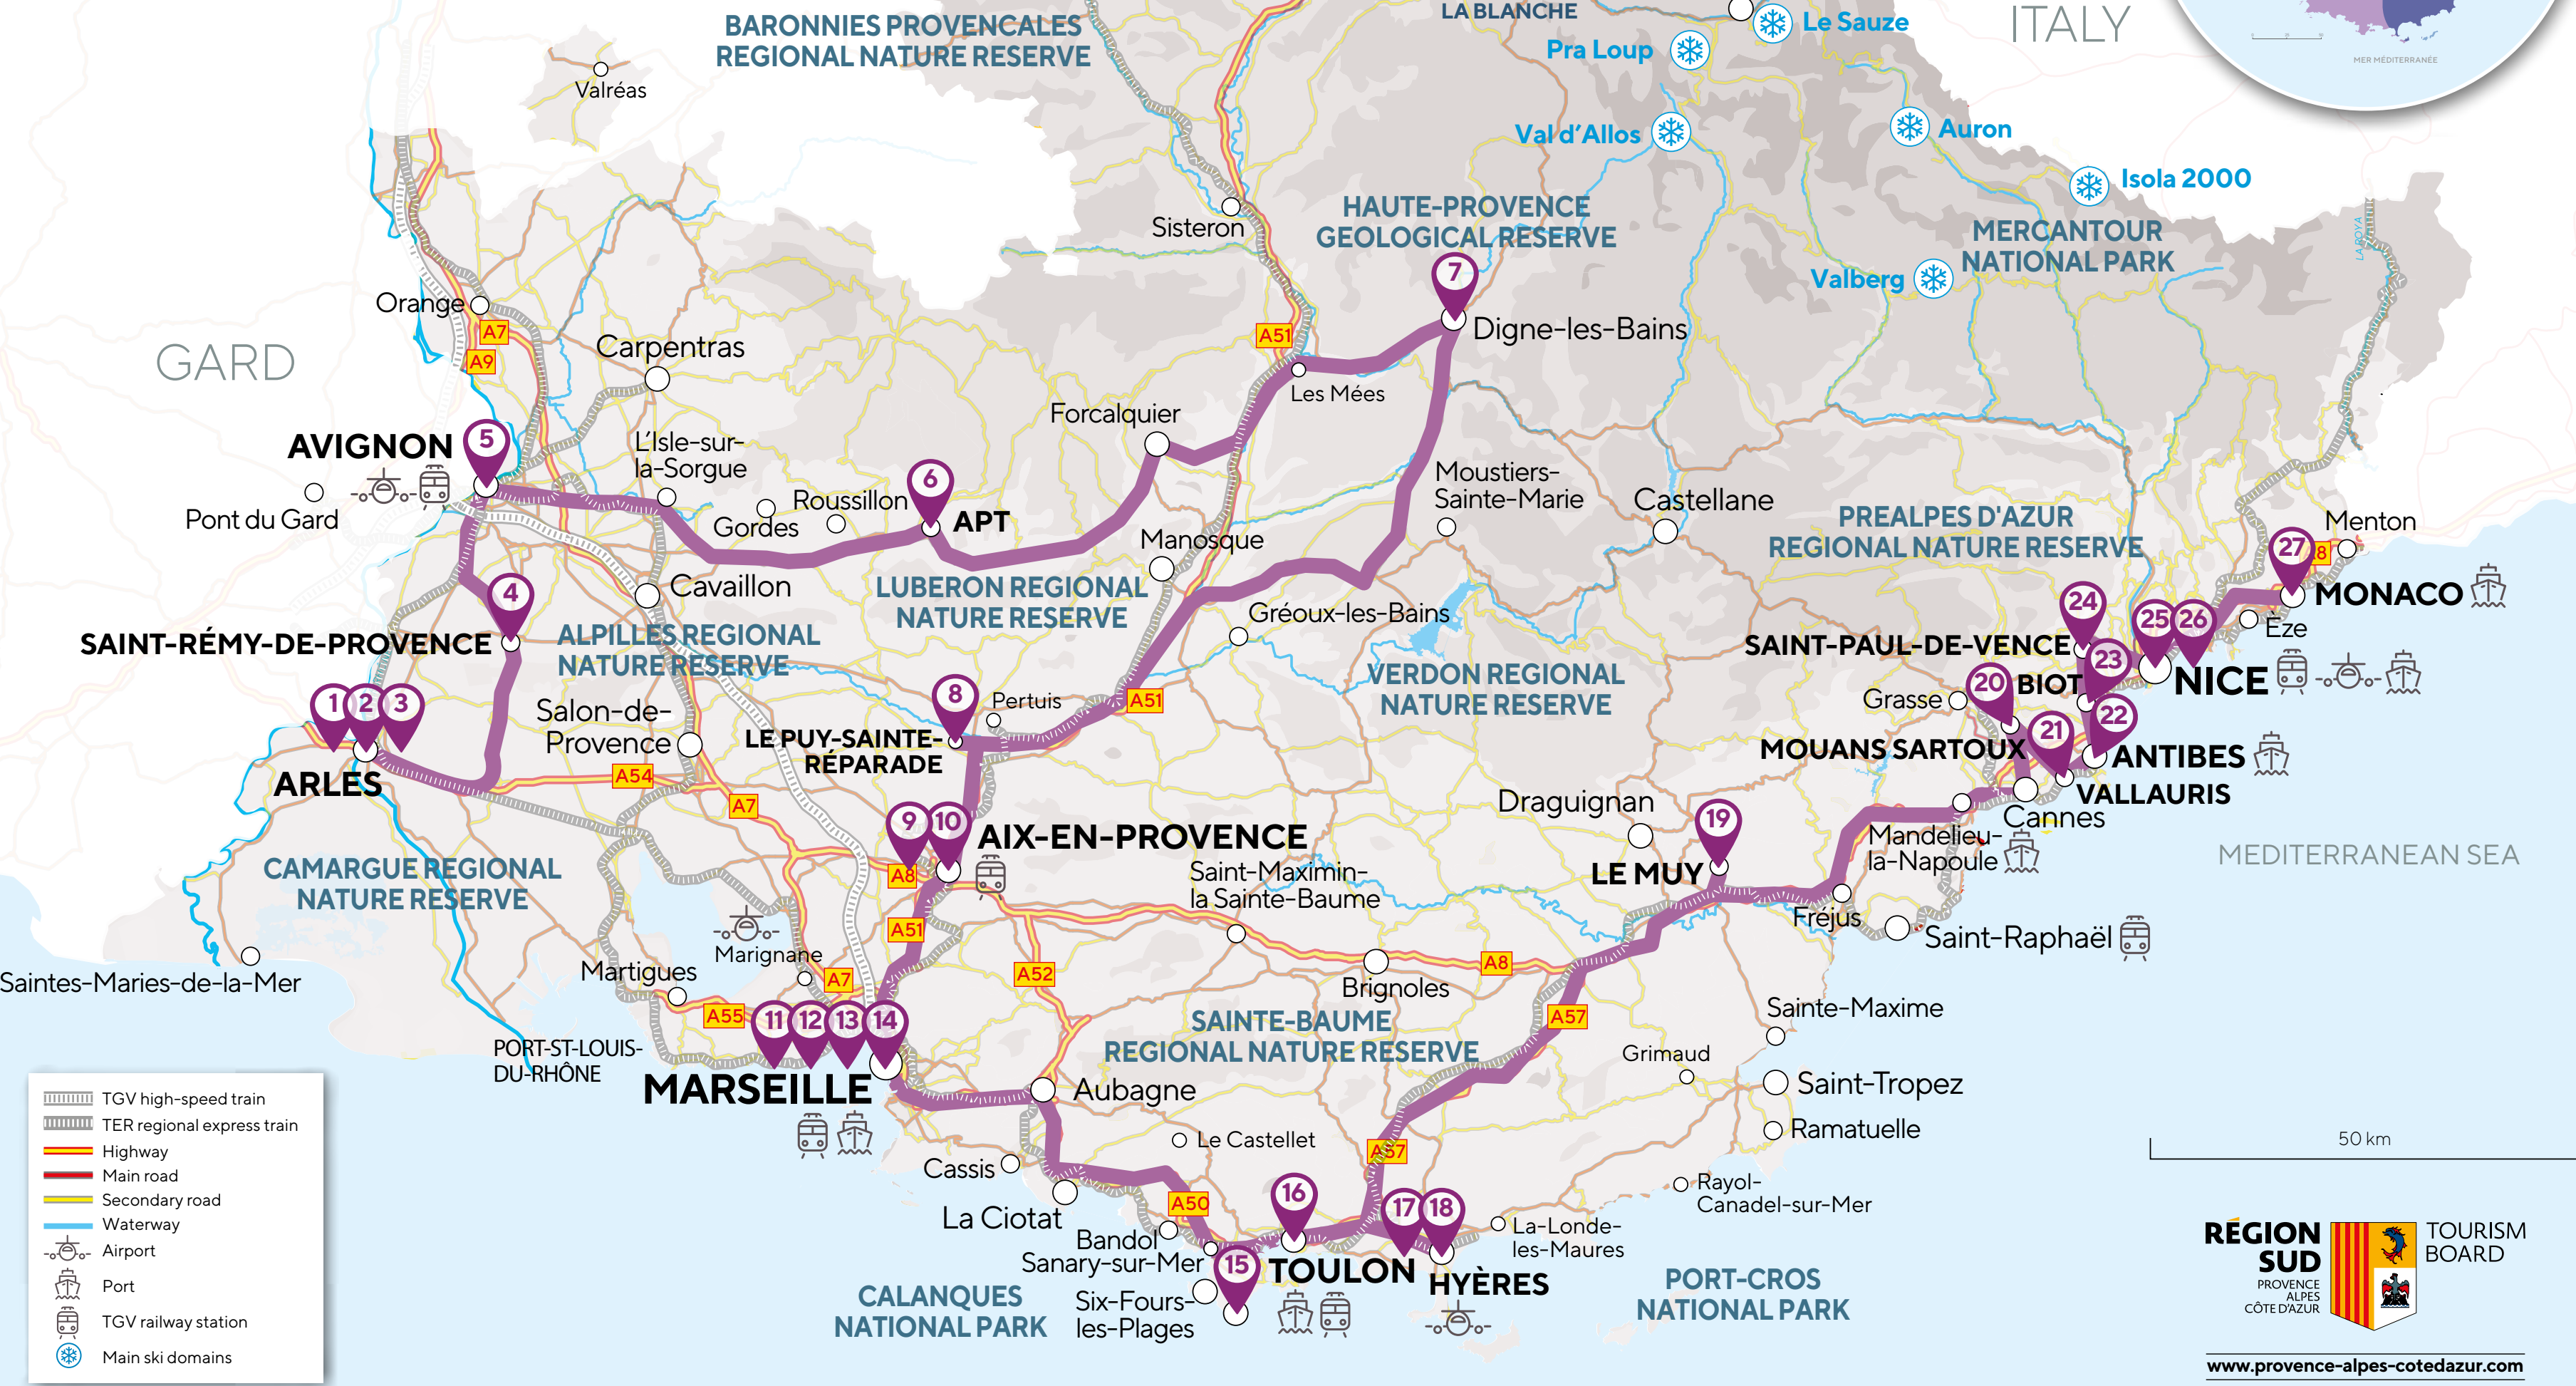 BARONNIES PROVENCALES
REGIONAL NATURE RESERVE
LA BLANCHE
Le Sauze
Pra Loup
ITALY
MER MÉDITERRANÉE
Valréas
Val d'Allos
Auron
Isola 2000
Sisteron
HAUTE-PROVENCE
GEOLOGICAL RESERVE
MERCANTOUR
NATIONAL PARK
LA ROYA
Valberg
7
Digne-les-Bains
Orange
A7
A9
A51
GARD
Carpentras
Les Mées
Forcalquier
AVIGNON
5
L'Isle-sur-
la-Sorgue
Pont du Gard
Gordes
Roussillon
6
APT
Manosque
Moustiers-
Sainte-Marie
Castellane
PREALPES D'AZUR
REGIONAL NATURE RESERVE
Menton
27
8
MONACO
Èze
Cavaillon
LUBERON REGIONAL
NATURE RESERVE
Gréoux-les-Bains
4
SAINT-RÉMY-DE-PROVENCE
ALPILLES REGIONAL
NATURE RESERVE
VERDON REGIONAL
NATURE RESERVE
24
25
26
SAINT-PAUL-DE-VENCE
23
NICE
20
BIOT
Grasse
22
21
MOUANS SARTOUX
ANTIBES
VALLAURIS
1
2
3
ARLES
Salon-de-
Provence
8
Pertuis
A51
LE PUY-SAINTE-
RÉPARADE
A54
A7
9
10
AIX-EN-PROVENCE
A8
Draguignan
19
LE MUY
Cannes
Mandelieu-
la-Napoule
MEDITERRANEAN SEA
CAMARGUE REGIONAL
NATURE RESERVE
Saint-Maximin-
la Sainte-Baume
Fréjus
Saint-Raphaël
A51
Marignane
Martigues
A7
A52
Brignoles
A8
Saintes-Maries-de-la-Mer
A55
11
12
13
14
SAINTE-BAUME
REGIONAL NATURE RESERVE
A57
Sainte-Maxime
PORT-ST-LOUIS-
DU-RHÔNE
MARSEILLE
Aubagne
Grimaud
Saint-Tropez
Ramatuelle
Le Castellet
A57
50 km
Cassis
La Ciotat
A50
16
17
18
Rayol-
Canadel-sur-Mer
La-Londe-
les-Maures
Bandol
Sanary-sur-Mer
15
TOULON
HYÈRES
Six-Fours-
les-Plages
CALANQUES
NATIONAL PARK
PORT-CROS
NATIONAL PARK
TGV high-speed train
TER regional express train
Highway
Main road
Secondary road
Waterway
Airport
Port
TGV railway station
Main ski domains
RÉGION
SUD
PROVENCE
ALPES
CÔTE D'AZUR
TOURISM
BOARD
www.provence-alpes-cotedazur.com